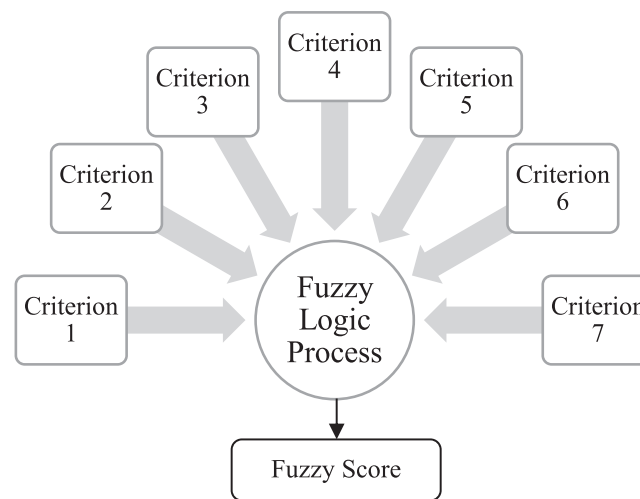 Criterion
1
Criterion
2
Criterion
3
Criterion
4
Criterion
5
Criterion
6
Criterion
7
Fuzzy
Logic
Process
Fuzzy Score